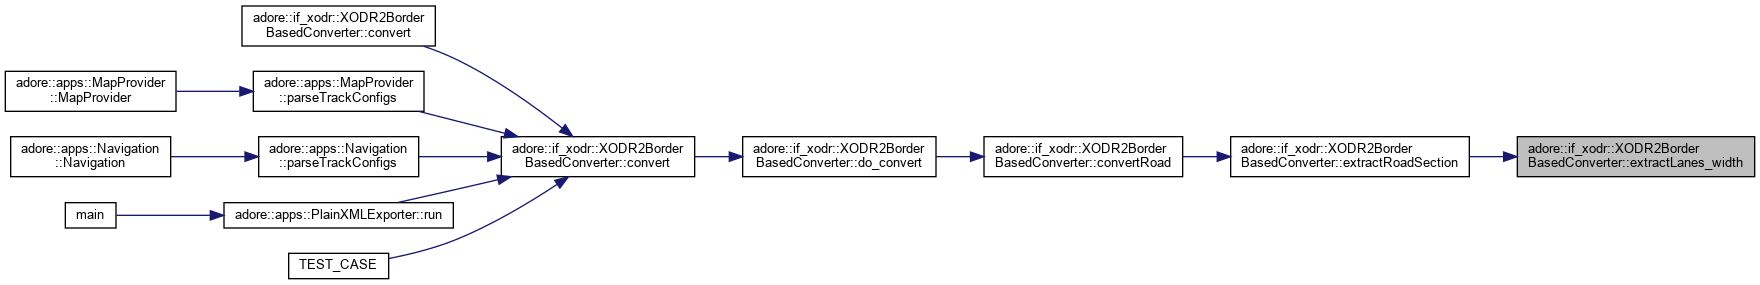 adore::if_xodr::XODR2Border
BasedConverter::convert
adore::apps::MapProvider
::MapProvider
adore::apps::MapProvider
::parseTrackConfigs
adore::apps::Navigation
::Navigation
adore::apps::Navigation
::parseTrackConfigs
adore::if_xodr::XODR2Border
BasedConverter::convert
adore::if_xodr::XODR2Border
BasedConverter::do_convert
adore::if_xodr::XODR2Border
BasedConverter::convertRoad
adore::if_xodr::XODR2Border
BasedConverter::extractRoadSection
adore::if_xodr::XODR2Border
BasedConverter::extractLanes_width
main
adore::apps::PlainXMLExporter::run
TEST_CASE